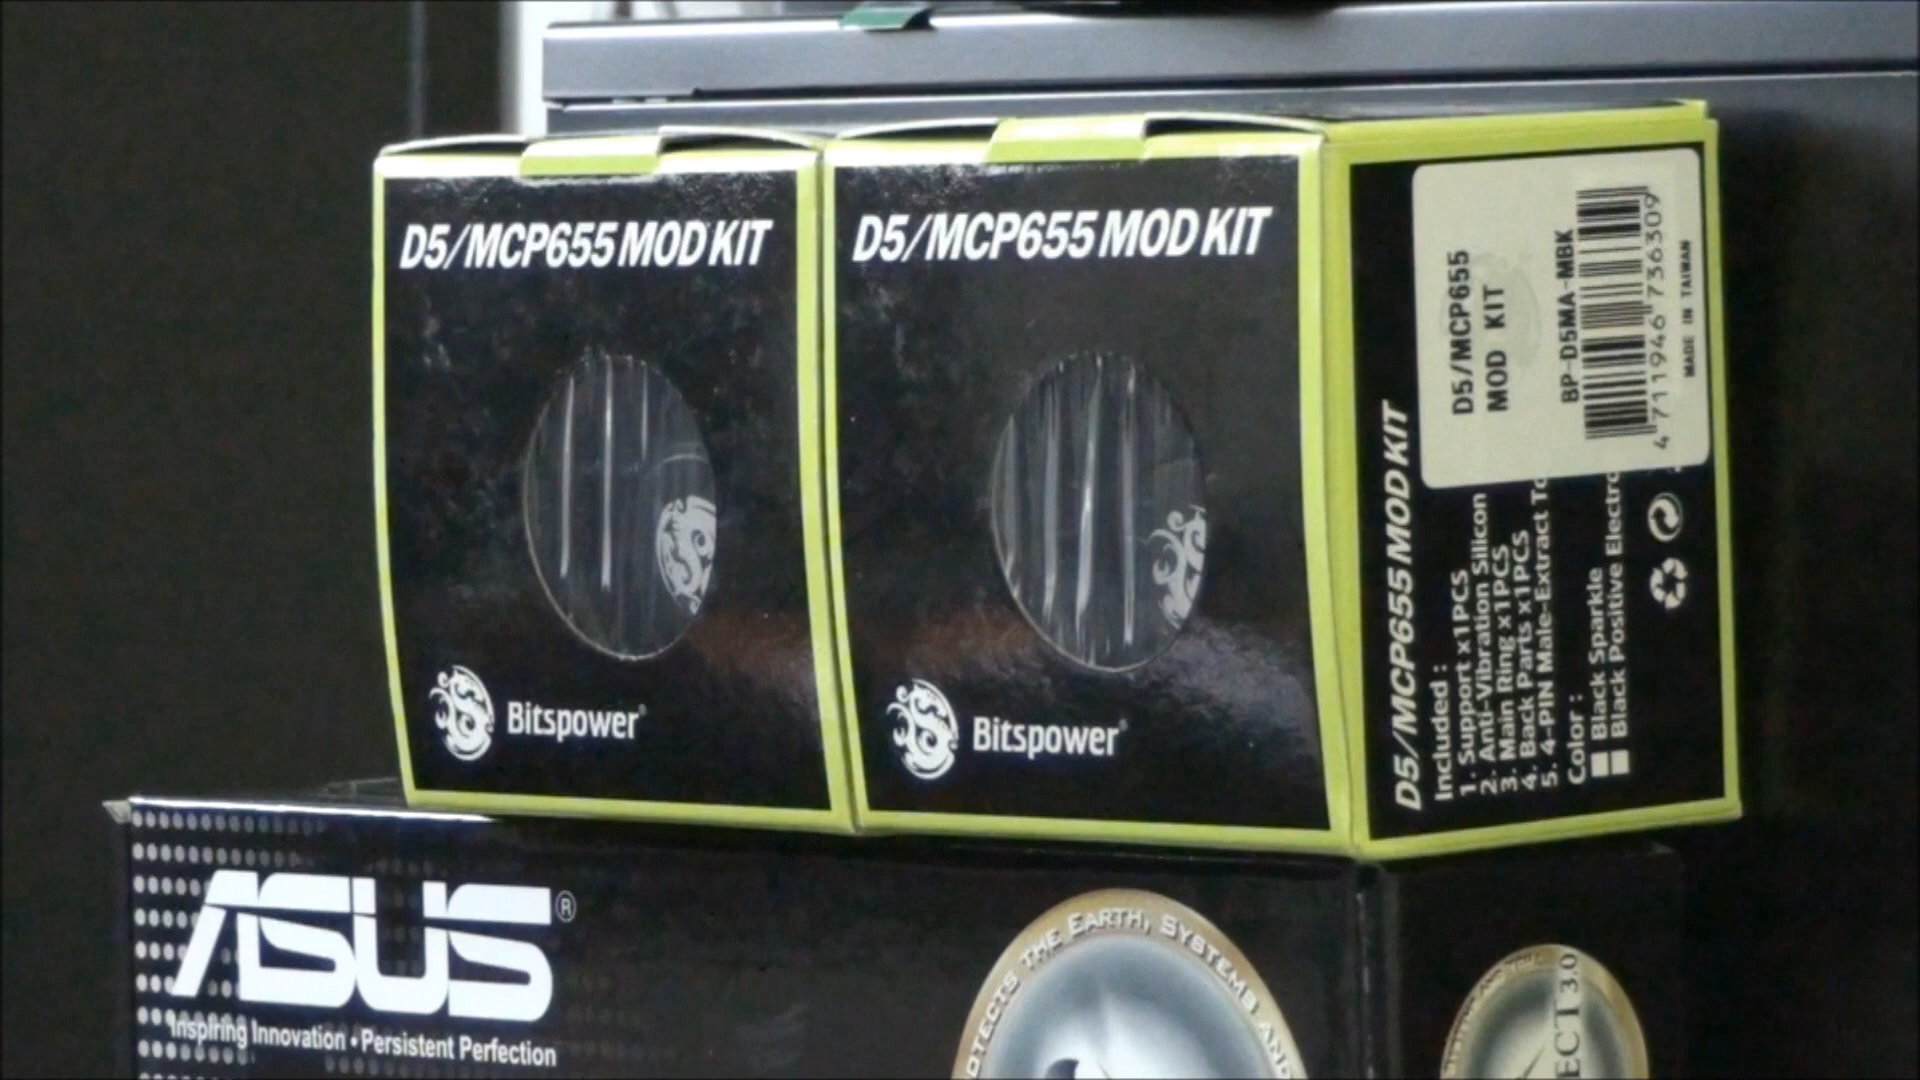 D5/MCP655 MOD KIT
Bitspower®
D5/MCP655 MOD KIT
Bitspower®
D5/MCP655 MOD KIT
Included :
1. Support x1PCS
2. Anti-Vibration Silicon
3. Main Ring x1PCS
4. Back Parts x1PCS
5. 4-PIN Male-Extract
Color :
Black Sparkle
Black Positive
D5/MCP655
MOD KIT
BP-D5MA-MBK
4 711946 736309
MADE IN TAIWAN
ASUS®
Inspiring Innovation • Persistent Perfection
THE EARTH, SYSTEMS AND
3.0